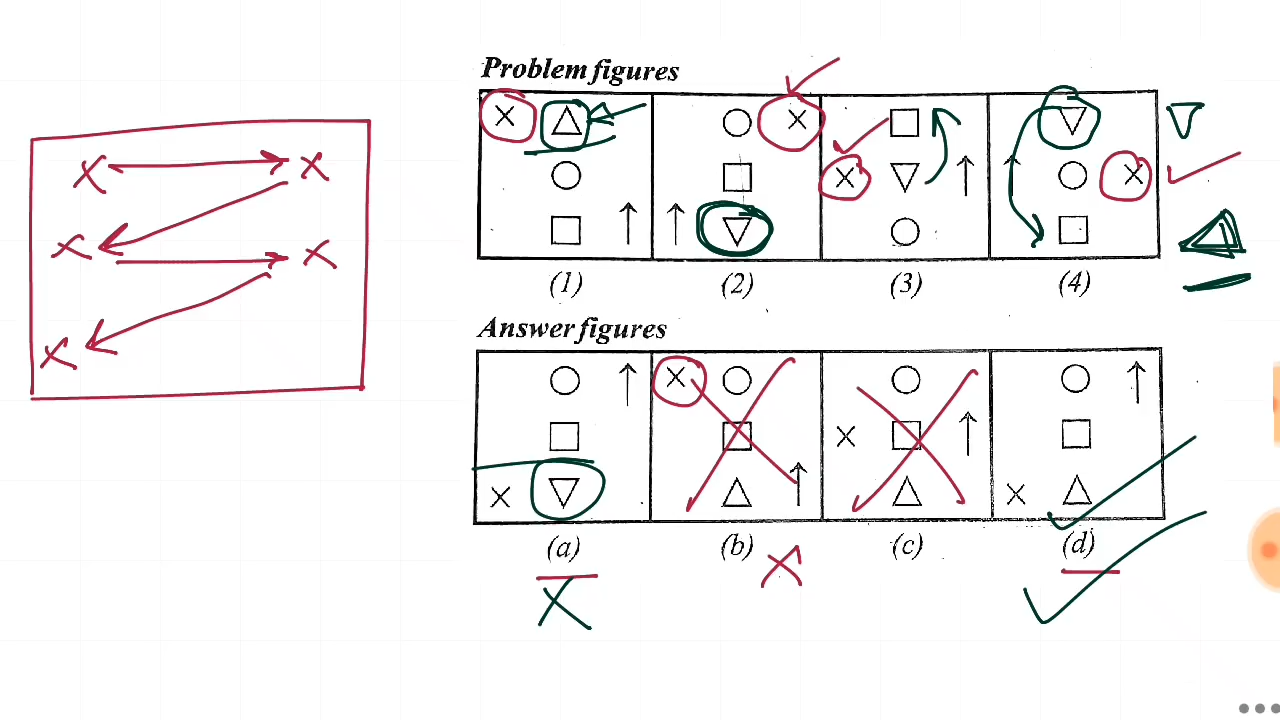 Problem figures
(1) (2) (3) (4)
Answer figures
(a) (b) (c) (d)